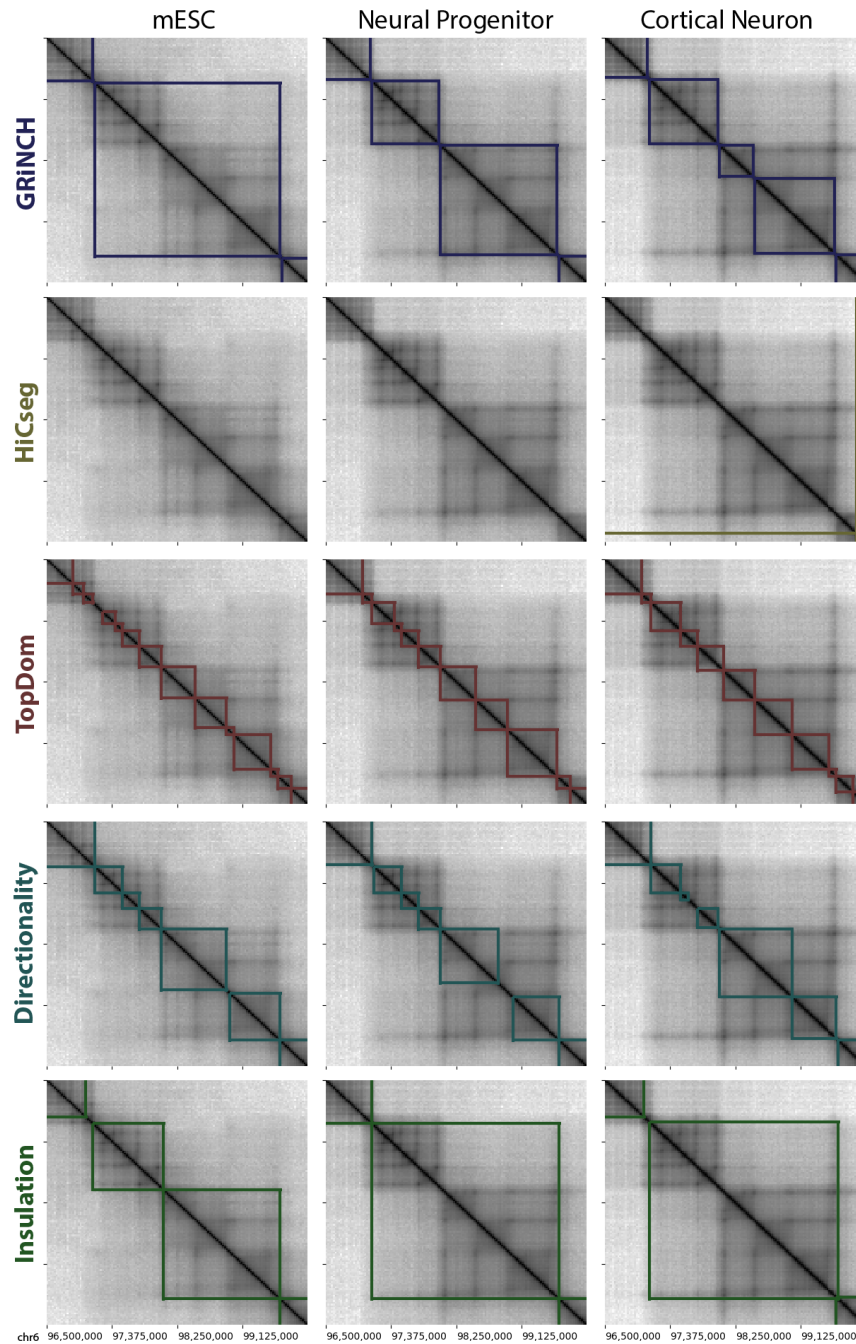 mESC Neural Progenitor Cortical Neuron
GRiNCH
HiCseg
TopDom
Directionality
Insulation
chr6 96,500,000 97,375,000 98,250,000 99,125,000 96,500,000 97,375,000 98,250,000 99,125,000 96,500,000 97,375,000 98,250,000 99,125,000